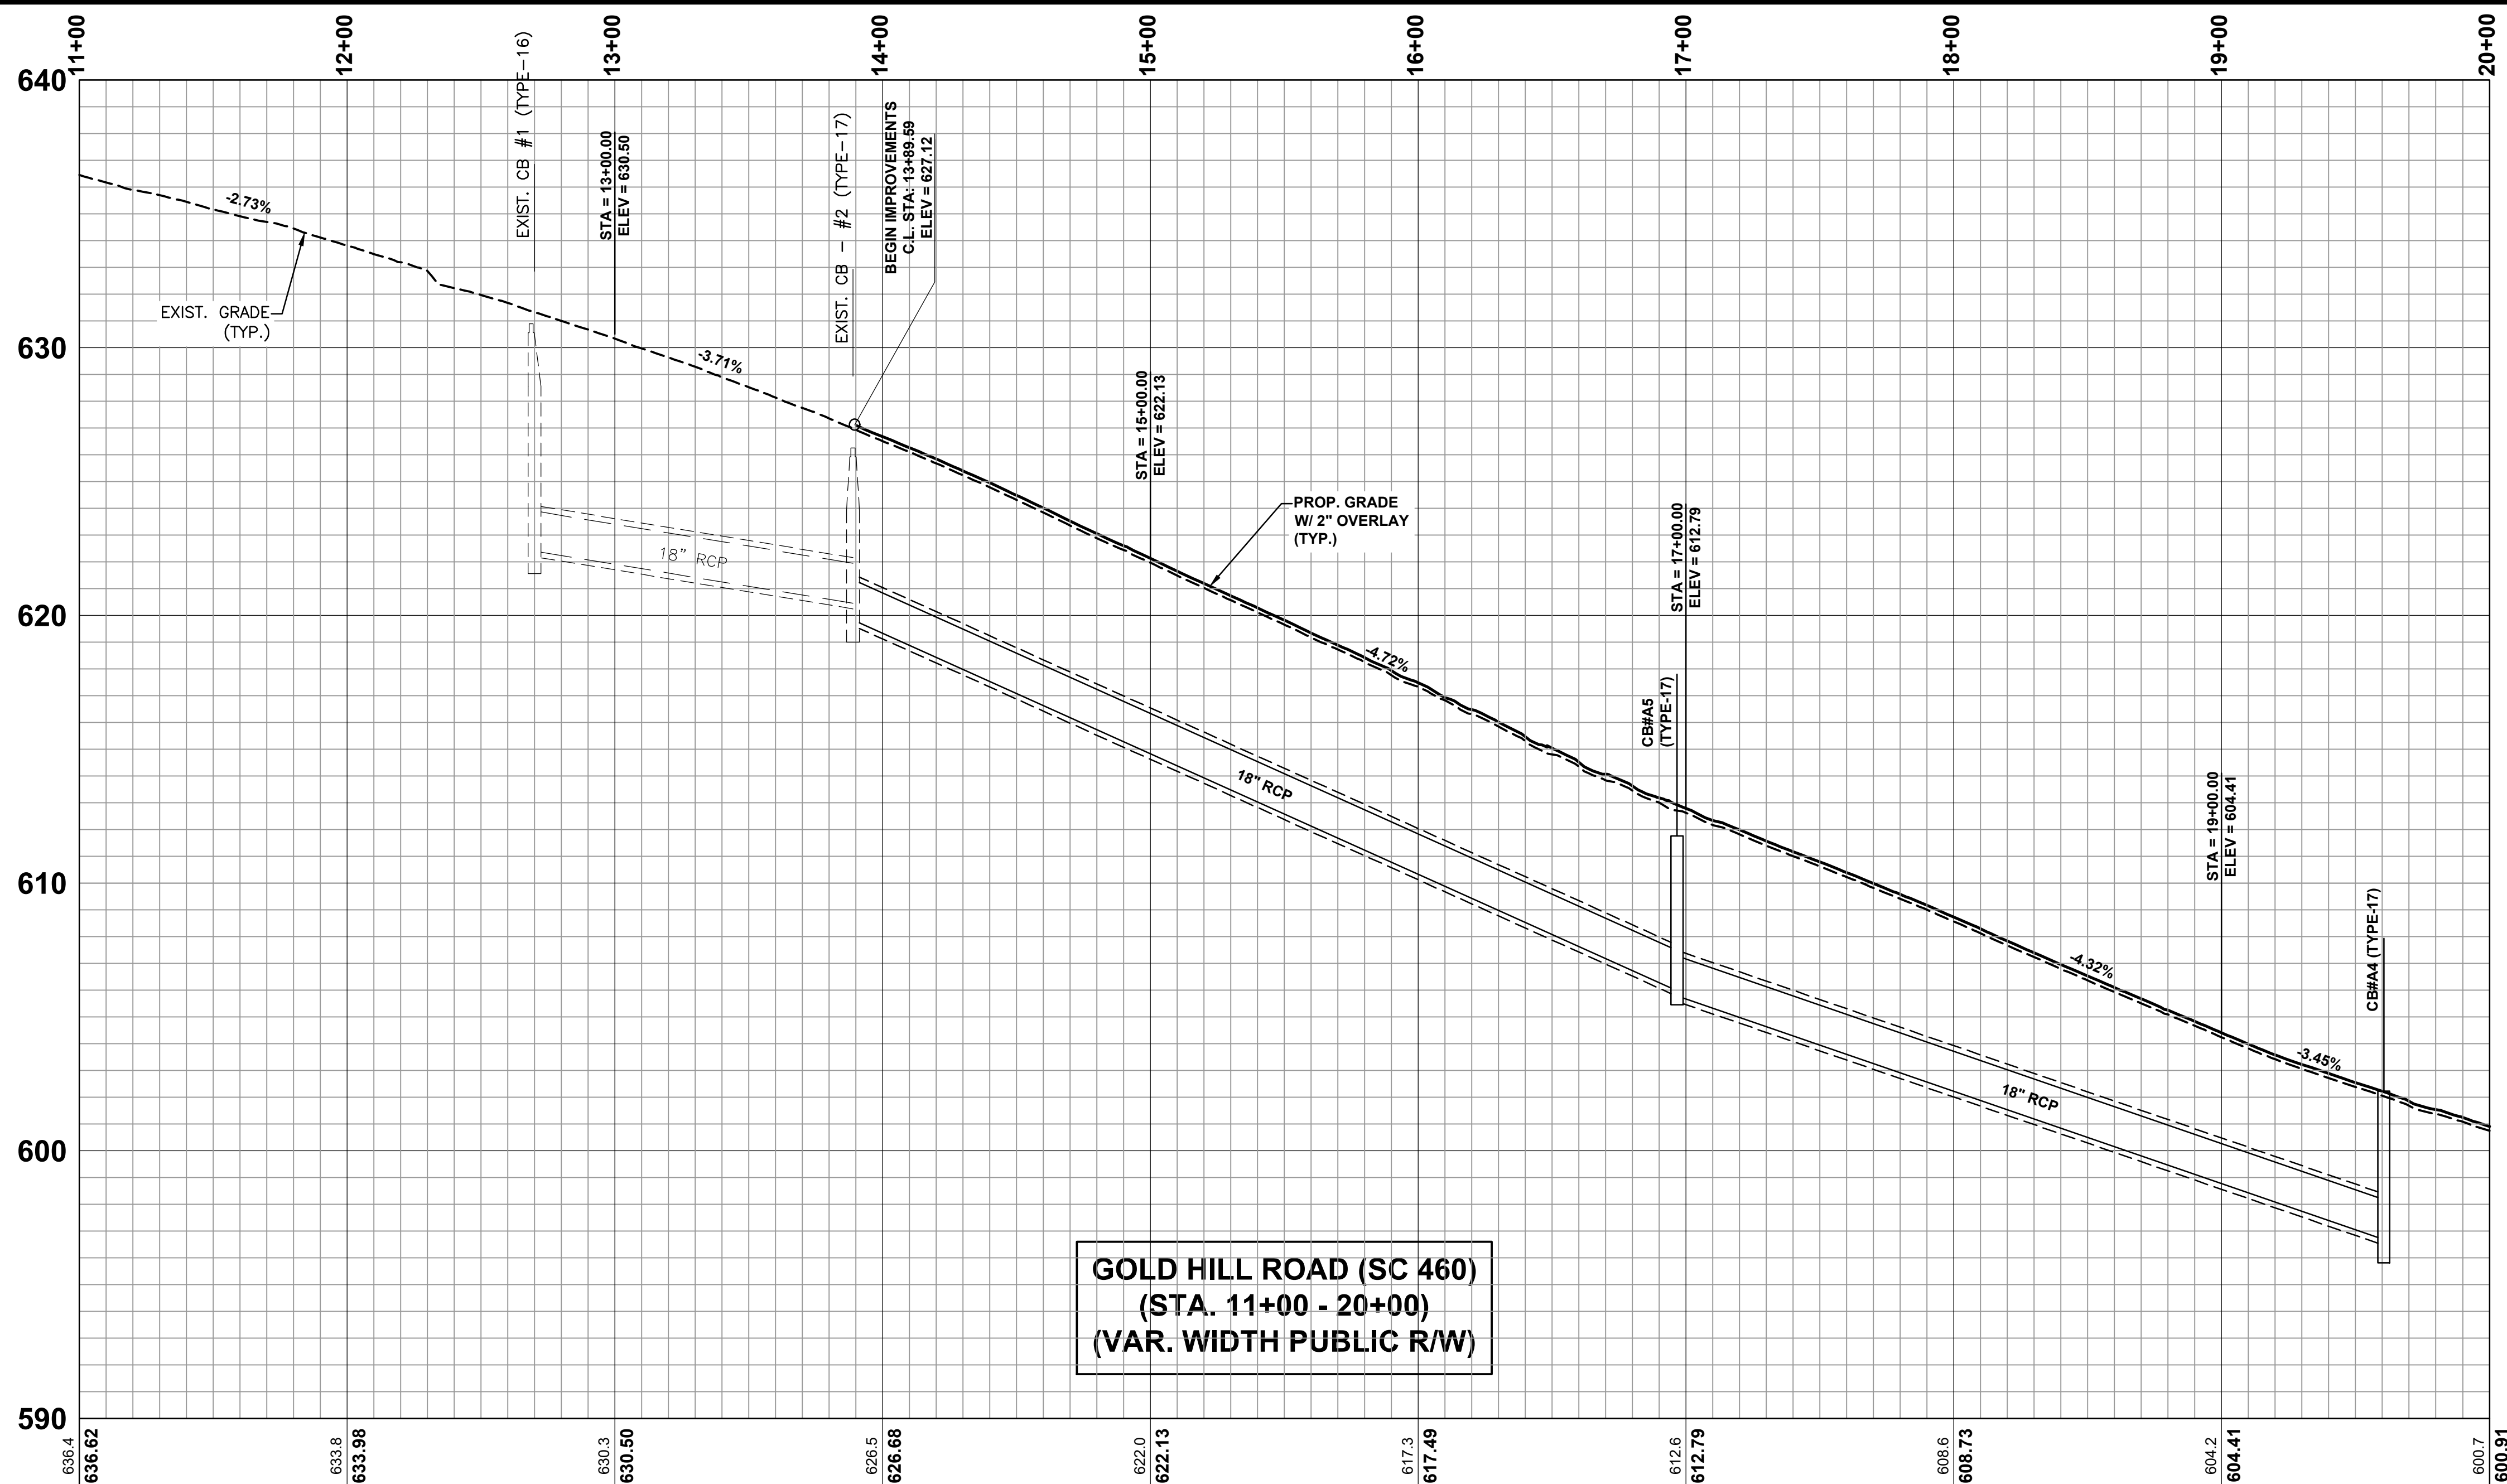 11+00
12+00
13+00
14+00
15+00
16+00
17+00
18+00
19+00
20+00
640
630
620
610
600
590
EXIST. CB #1 (TYPE-16)
STA = 13+00.00
ELEV = 630.50
EXIST. CB - #2 (TYPE-17)
BEGIN IMPROVEMENTS
C.L. STA: 13+89.59
ELEV = 627.12
-2.73%
EXIST. GRADE
(TYP.)
-3.71%
18" RCP
STA = 15+00.00
ELEV = 622.13
PROP. GRADE
W/ 2" OVERLAY
(TYP.)
-4.72%
18" RCP
STA = 17+00.00
ELEV = 612.79
CB#A5
(TYPE-17)
STA = 19+00.00
ELEV = 604.41
-4.32%
CB#A4 (TYPE-17)
-3.45%
18" RCP
GOLD HILL ROAD (SC 460)
(STA. 11+00 - 20+00)
(VAR. WIDTH PUBLIC R/W)
636.4
636.62
633.8
633.98
630.3
630.50
626.5
626.68
622.0
622.13
617.3
617.49
612.6
612.79
608.6
608.73
604.2
604.41
600.7
600.91